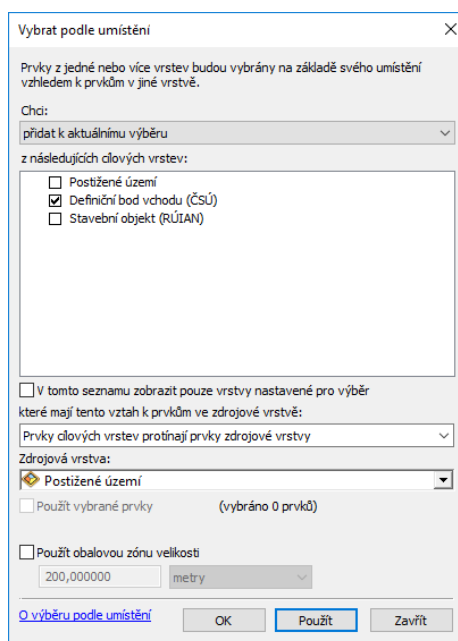 Vybrat podle umístění
Prvky z jedné nebo více vrstev budou vybrány na základě svého umístění
vzhledem k prvkům v jiné vrstvě.
Chci:
přidat k aktuálnímu výběru
z následujících cílových vrstev:
Postižené území
Definiční bod vchodu (ČSÚ)
Stavební objekt (RÚIAN)
V tomto seznamu zobrazit pouze vrstvy nastavené pro výběr
které mají tento vztah k prvkům ve zdrojové vrstvě:
Prvky cílových vrstev protínají prvky zdrojové vrstvy
Zdrojová vrstva:
Postižené území
Použít vybrané prvky (vybráno 0 prvků)
Použít obalovou zónu velikosti
200,000000 metry
O výběru podle umístění OK Použít Zavřít